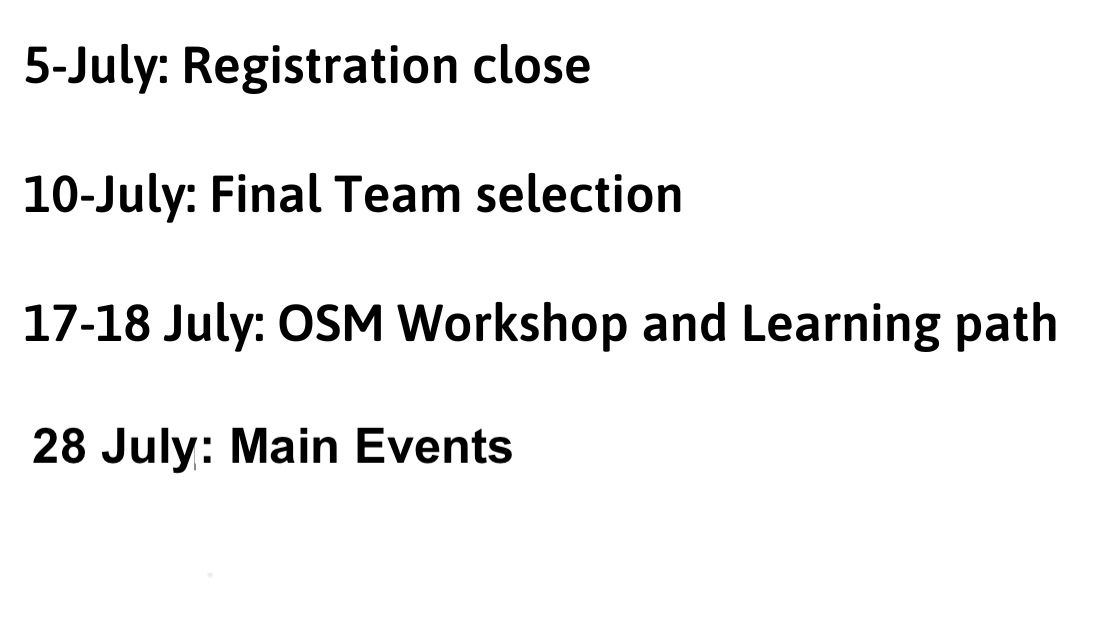 5-July: Registration close
10-July: Final Team selection
17-18 July: OSM Workshop and Learning path
28 July: Main Events